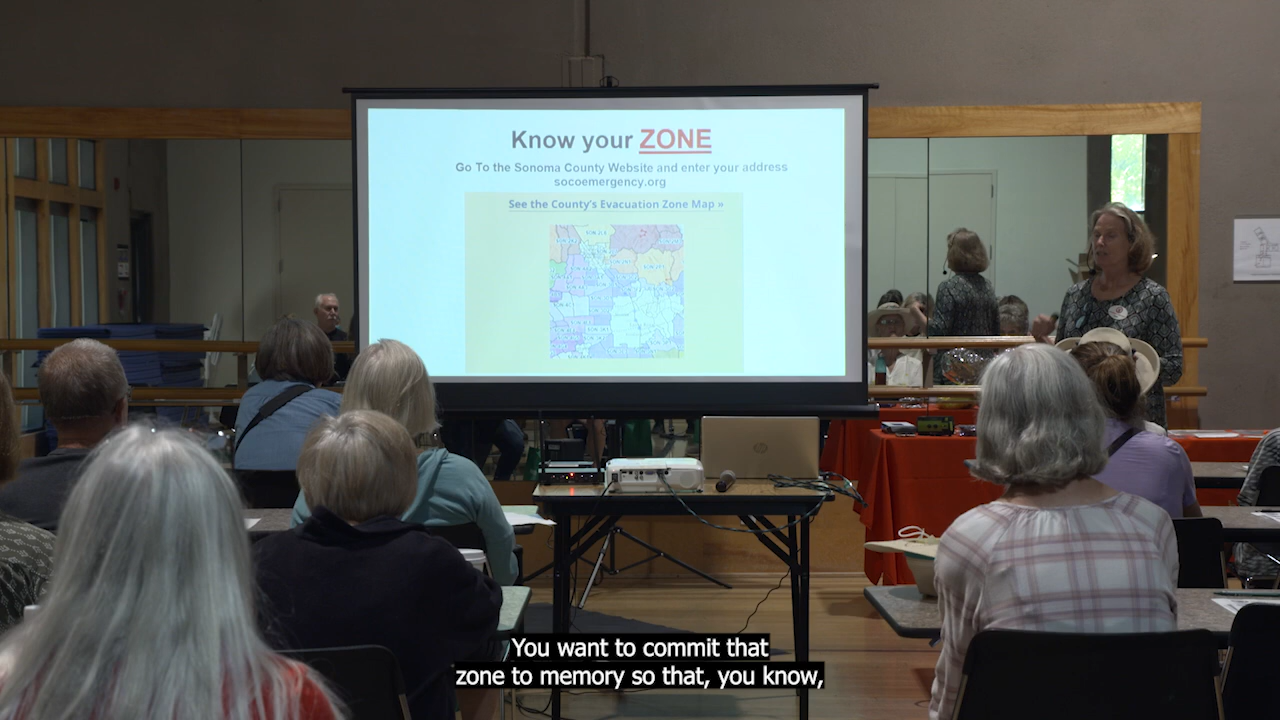 Know your ZONE
Go To the Sonoma County Website and enter your address
socoemergency.org
See the County's Evacuation Zone Map »
You want to commit that
zone to memory so that, you know,